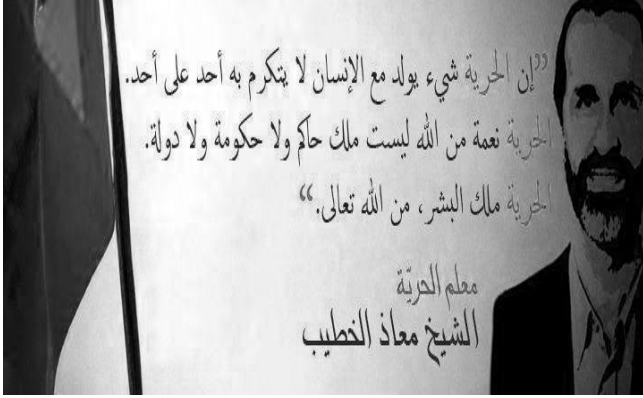 ”إن الحرية شيء يولد مع الإنسان لا يتكرم به أحد على أحد.
الحرية نعمة من الله ليست ملك حاكم ولا حكومة ولا دولة.
الحرية ملك البشر، من الله تعالى.“
معلم الحريّة
الشيخ معاذ الخطيب